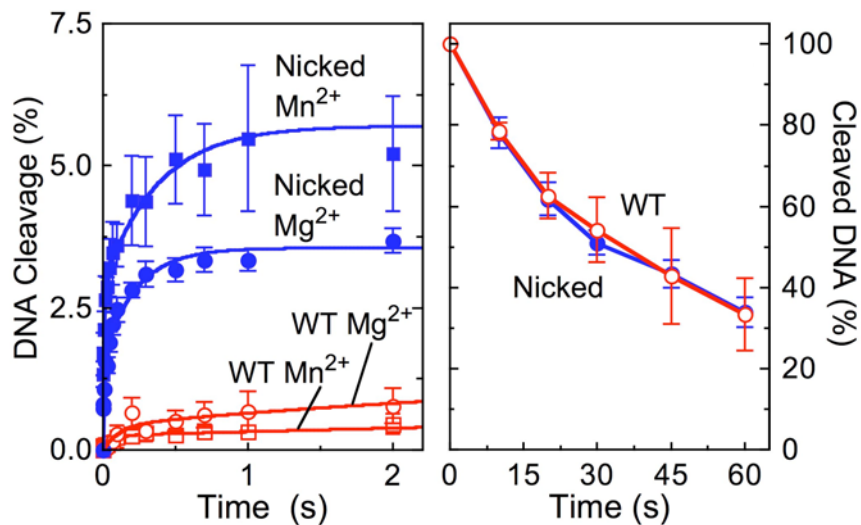 7.5
5.0
2.5
0.0
DNA Cleavage (%)
Nicked
Mn²⁺
Nicked
Mg²⁺
WT Mg²⁺
WT Mn²⁺
0
1
2
Time (s)
WT
Nicked
100
80
60
40
20
0
Cleaved DNA (%)
0
15
30
45
60
Time (s)